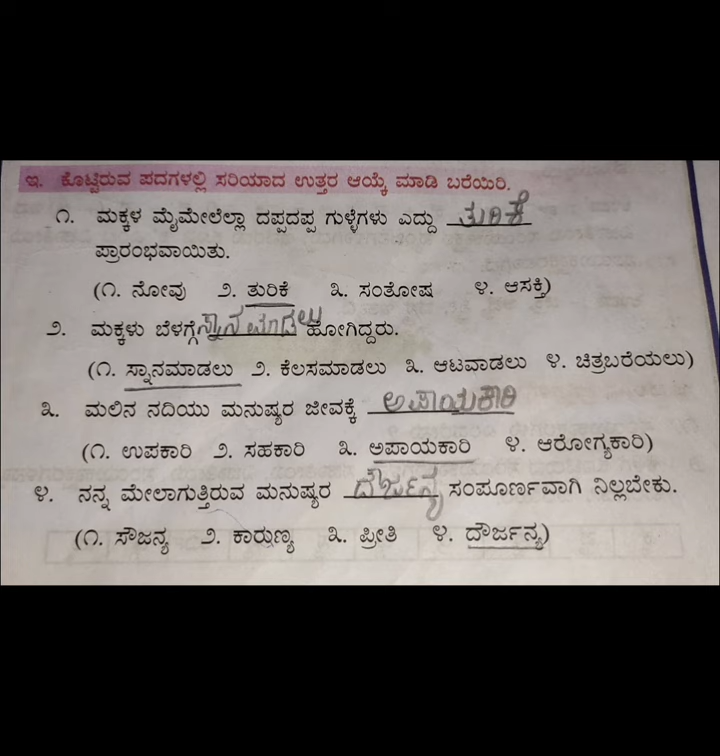 ಇ. ಕೊಟ್ಟಿರುವ ಪದಗಳಲ್ಲಿ ಸರಿಯಾದ ಉತ್ತರ ಆಯ್ಕೆ ಮಾಡಿ ಬರೆಯಿರಿ.
೧. ಮಕ್ಕಳ ಮೈಮೇಲೆಲ್ಲಾ ದಪ್ಪದಪ್ಪ ಗುಳ್ಳೆಗಳು ಎದ್ದು ತುರಿಕೆ
ಪ್ರಾರಂಭವಾಯಿತು.
(೧. ನೋವು ೨. ತುರಿಕೆ ೩. ಸಂತೋಷ ೪. ಆಸಕ್ತಿ)
೨. ಮಕ್ಕಳು ಬೆಳಗ್ಗೆ ಸ್ನಾನಮಾಡಲು ಹೋಗಿದ್ದರು.
(೧. ಸ್ನಾನಮಾಡಲು ೨. ಕೆಲಸಮಾಡಲು ೩. ಆಟವಾಡಲು ೪. ಚಿತ್ರಬರೆಯಲು)
೩. ಮಲಿನ ನದಿಯು ಮನುಷ್ಯರ ಜೀವಕ್ಕೆ ಅಪಾಯಕಾರಿ
(೧. ಉಪಕಾರಿ ೨. ಸಹಕಾರಿ ೩. ಅಪಾಯಕಾರಿ ೪. ಆರೋಗ್ಯಕಾರಿ)
೪. ನನ್ನ ಮೇಲಾಗುತ್ತಿರುವ ಮನುಷ್ಯರ ದೌರ್ಜನ್ಯ ಸಂಪೂರ್ಣವಾಗಿ ನಿಲ್ಲಬೇಕು.
(೧. ಸೌಜನ್ಯ ೨. ಕಾರುಣ್ಯ ೩. ಪ್ರೀತಿ ೪. ದೌರ್ಜನ್ಯ)